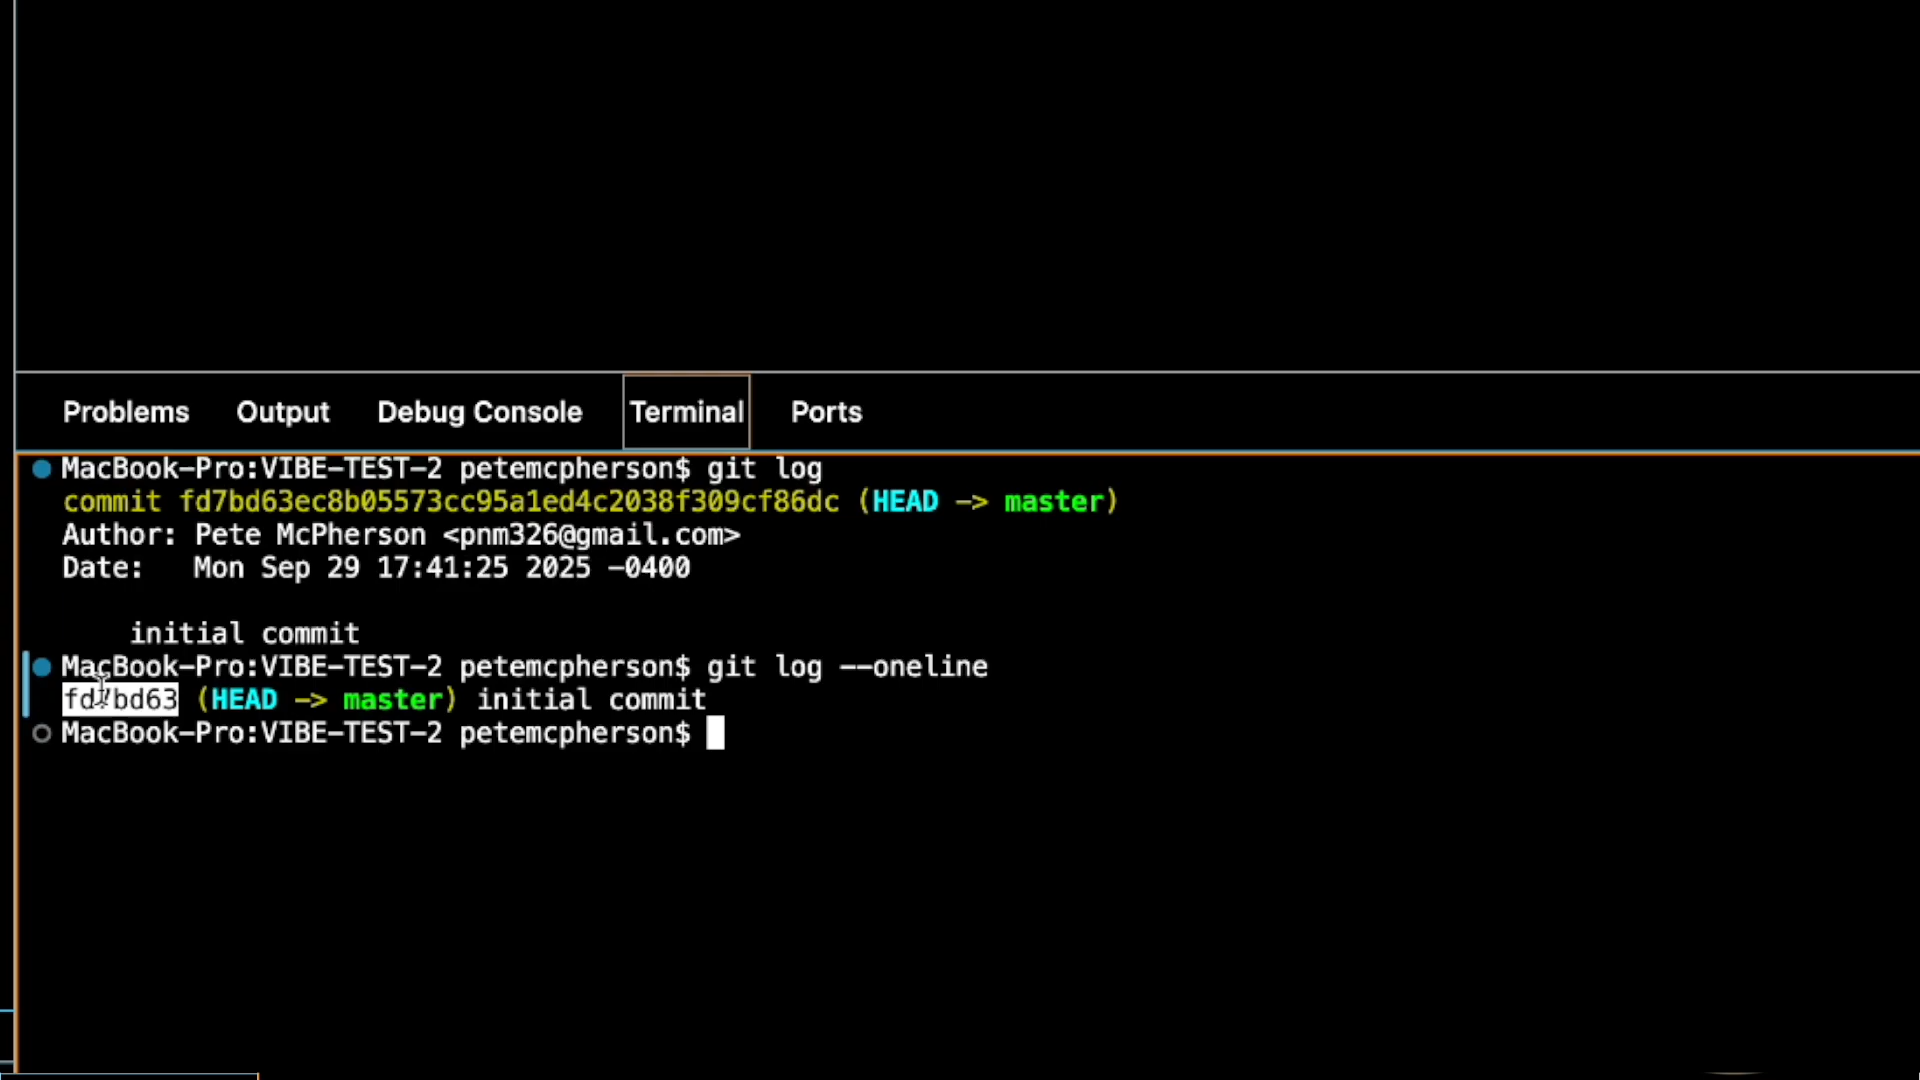 Problems Output Debug Console Terminal Ports
MacBook-Pro:VIBE-TEST-2 petemcpherson$ git log
commit fd7bd63ec8b05573cc95a1ed4c2038f309cf86dc (HEAD -> master)
Author: Pete McPherson <pnm326@gmail.com>
Date:   Mon Sep 29 17:41:25 2025 -0400
    initial commit
MacBook-Pro:VIBE-TEST-2 petemcpherson$ git log --oneline
fd7bd63 (HEAD -> master) initial commit
MacBook-Pro:VIBE-TEST-2 petemcpherson$